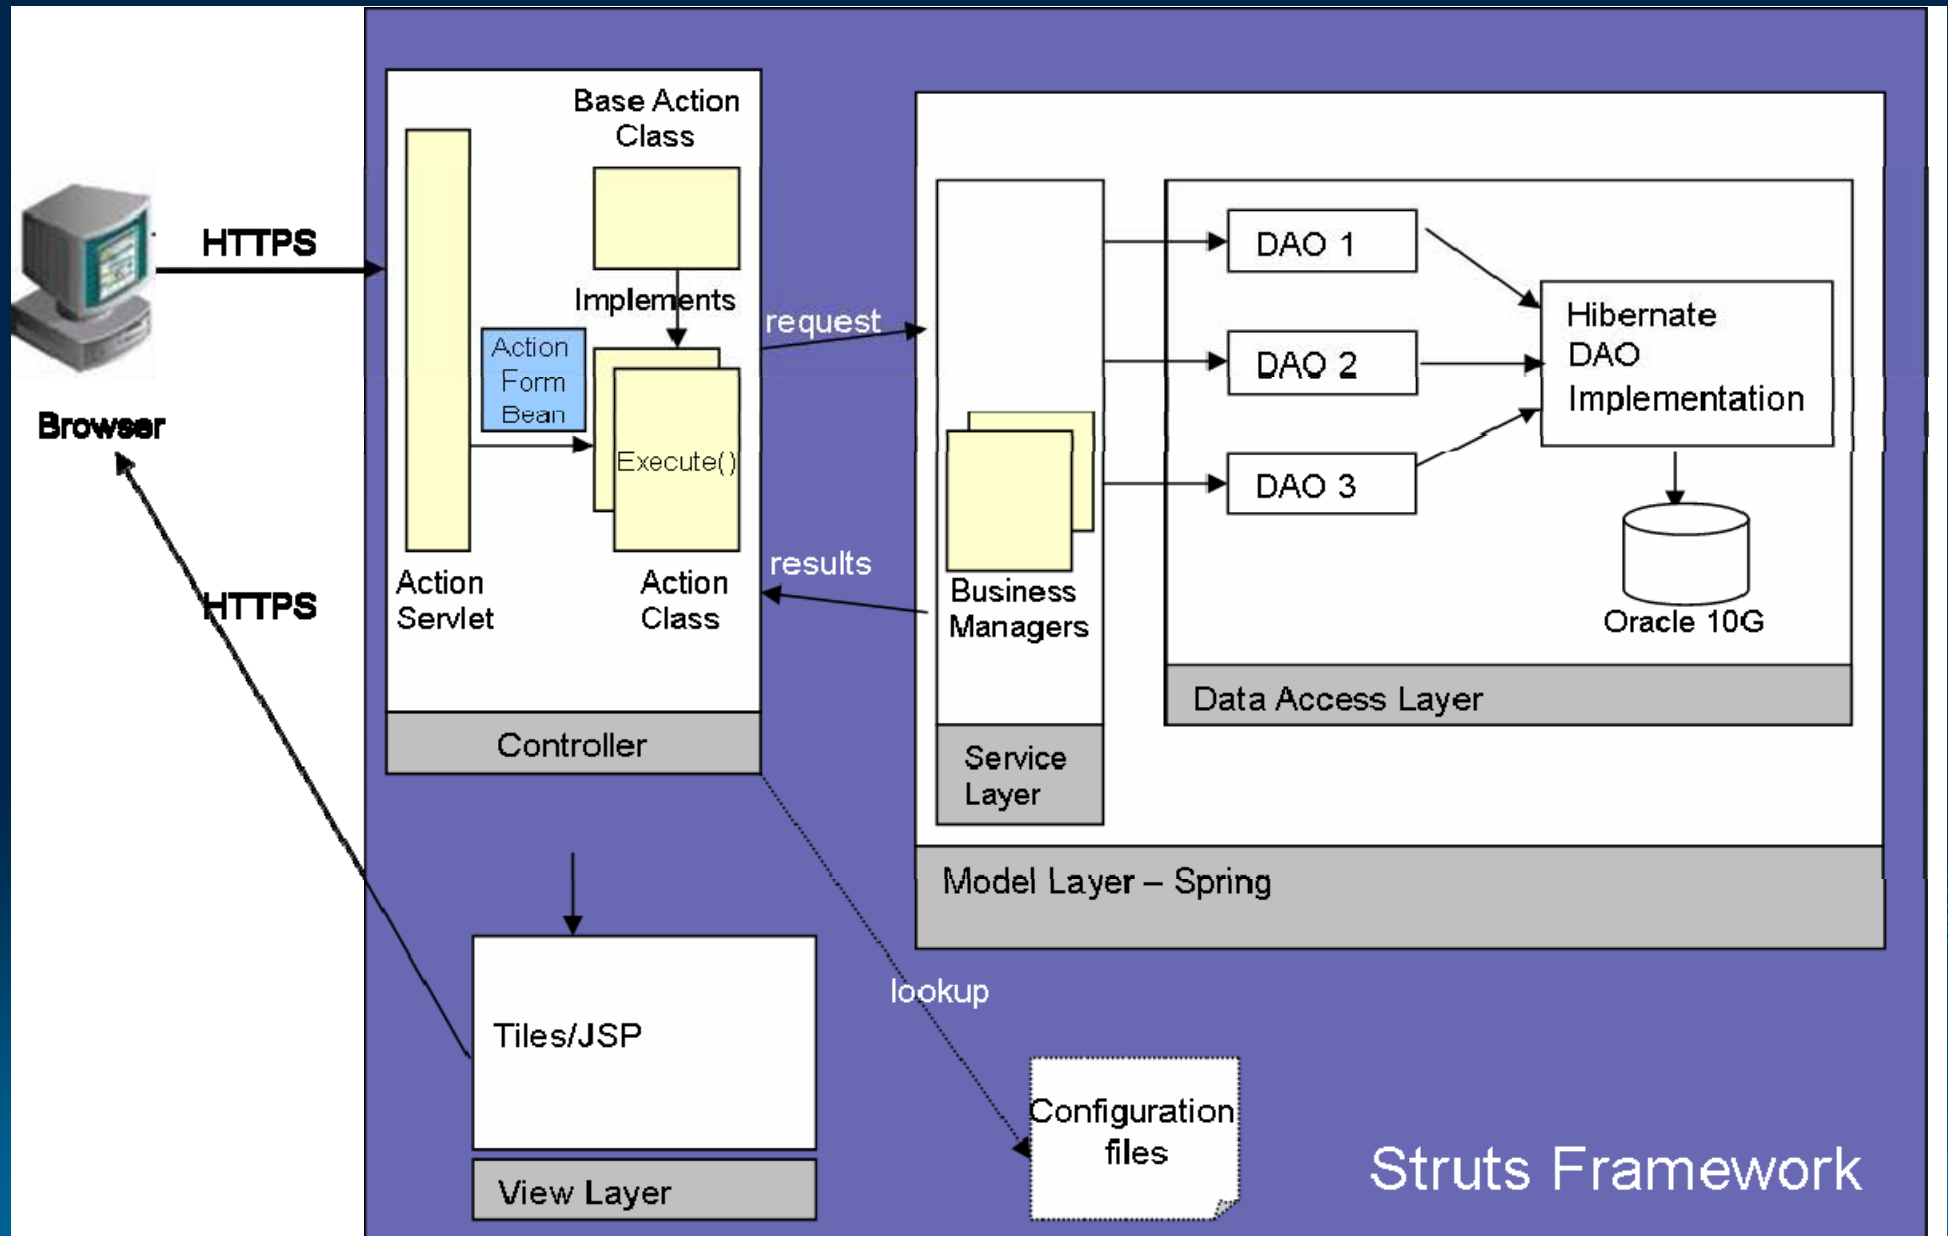 Browser
HTTPS
HTTPS
Base Action
Class
Implements
Action
Form
Bean
Execute()
Action
Servlet
Action
Class
Controller
request
results
Business
Managers
Service
Layer
DAO 1
DAO 2
DAO 3
Hibernate
DAO
Implementation
Oracle 10G
Data Access Layer
Model Layer – Spring
lookup
Tiles/JSP
View Layer
Configuration
files
Struts Framework